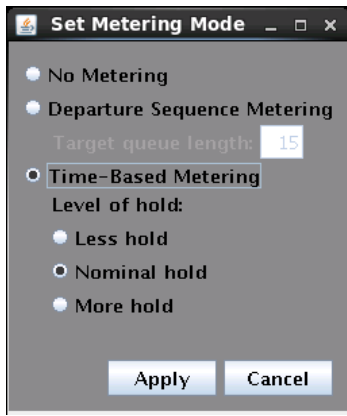 Set Metering Mode
No Metering
Departure Sequence Metering
Target queue length: 15
Time-Based Metering
Level of hold:
Less hold
Nominal hold
More hold
Apply Cancel